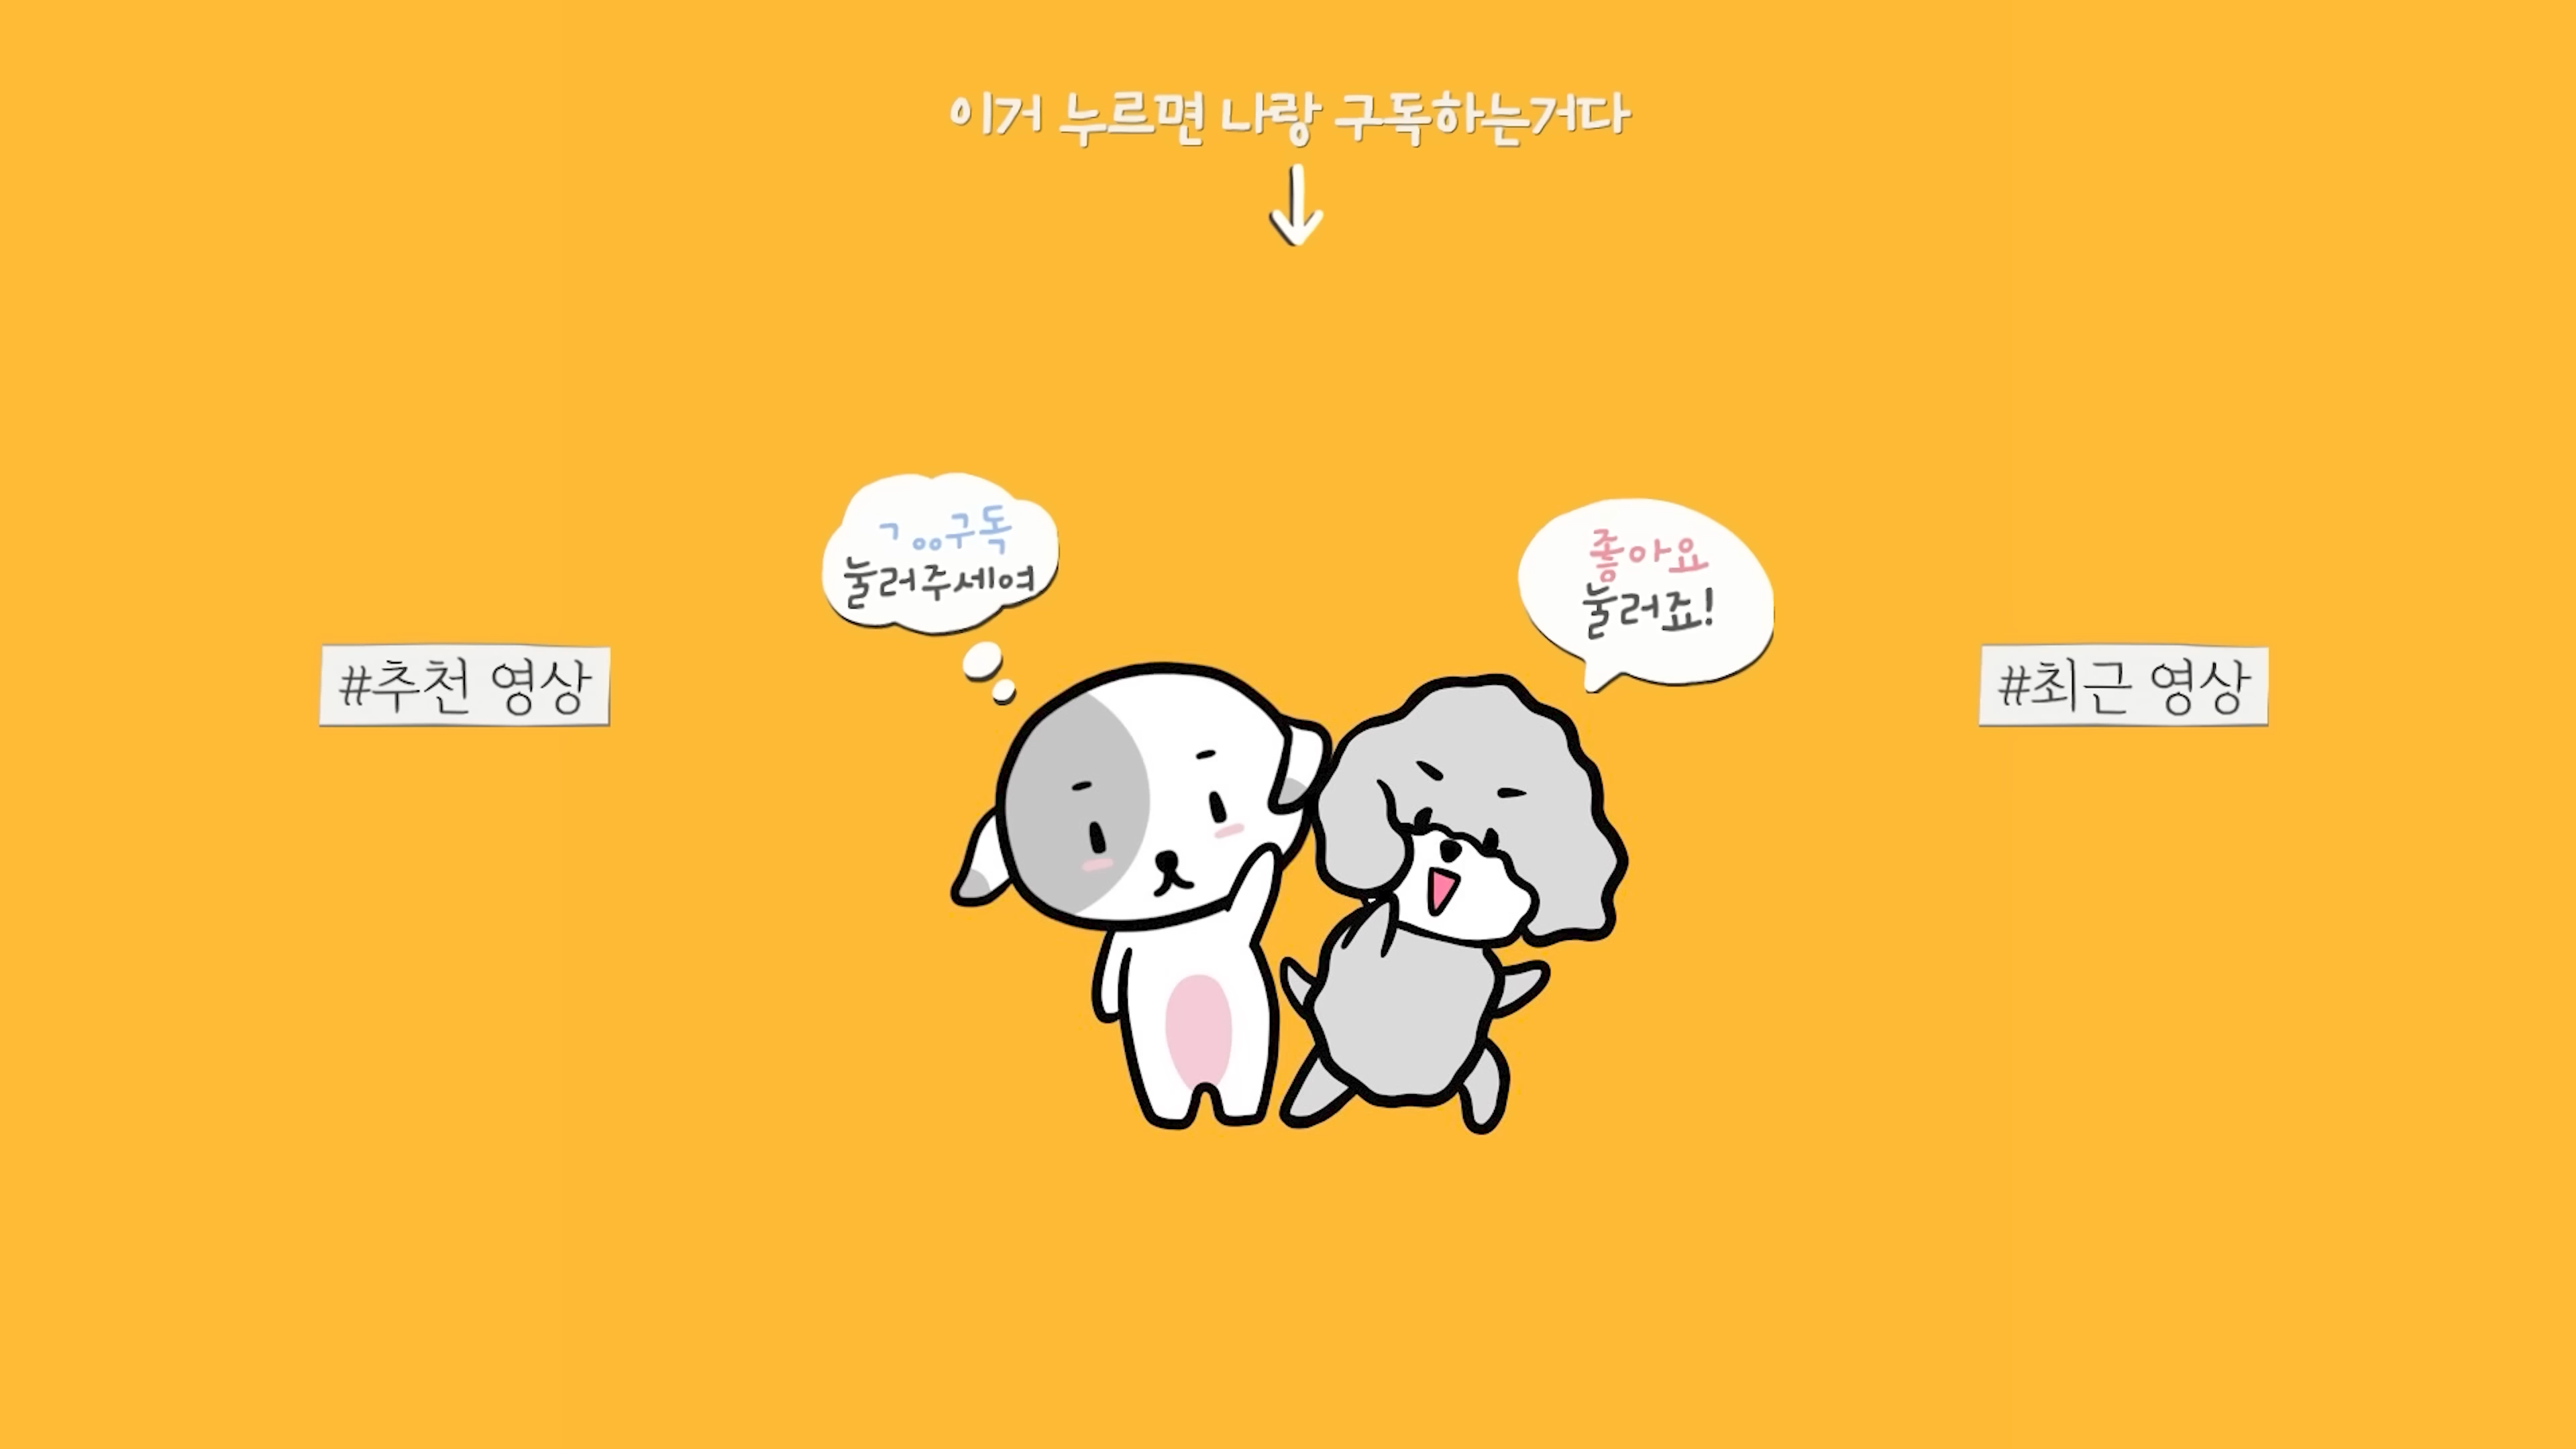 이거 누르면 나랑 구독하는거다
ㄱ ㅇㅇ구독
눌러주세여
좋아요
눌러죠!
#추천 영상
#최근 영상